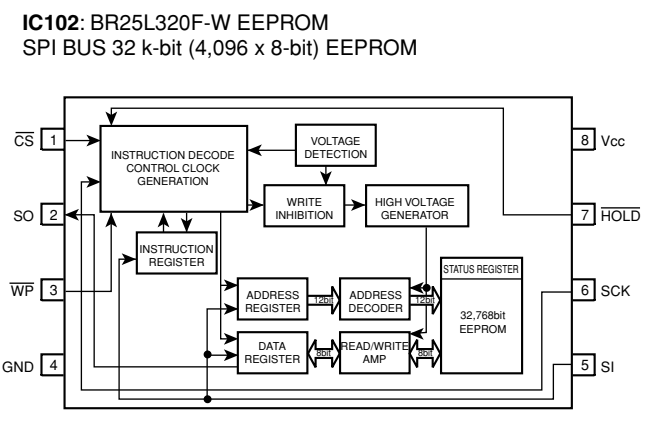 IC102: BR25L320F-W EEPROM
SPI BUS 32 k-bit (4,096 x 8-bit) EEPROM
CS 1
8 Vcc
INSTRUCTION DECODE
CONTROL CLOCK
GENERATION
VOLTAGE
DETECTION
SO 2
WRITE
INHIBITION
HIGH VOLTAGE
GENERATOR
7 HOLD
INSTRUCTION
REGISTER
WP 3
6 SCK
STATUS REGISTER
ADDRESS
REGISTER
12bit
ADDRESS
DECODER
12bit
32,768bit
EEPROM
GND 4
DATA
REGISTER
8bit
READ/WRITE
AMP
8bit
5 SI